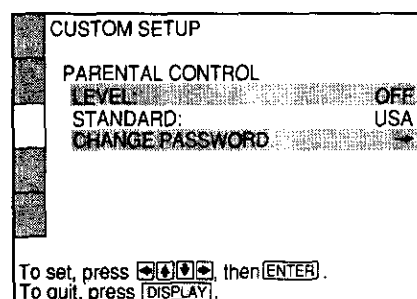 CUSTOM SETUP
PARENTAL CONTROL
LEVEL: OFF
STANDARD: USA
CHANGE PASSWORD →
To set, press ←↑↓→, then ENTER.
To quit, press DISPLAY.